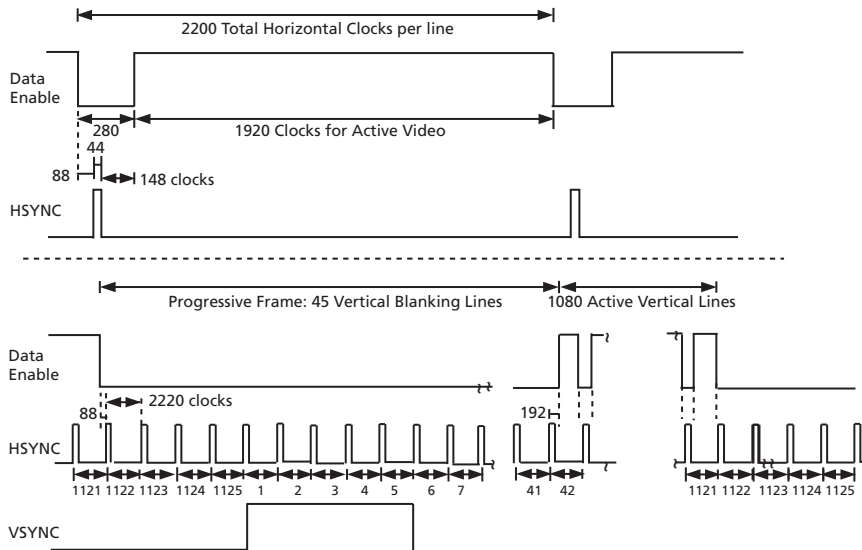 2200 Total Horizontal Clocks per line
Data
Enable
280
1920 Clocks for Active Video
44
88
148 clocks
HSYNC
Progressive Frame: 45 Vertical Blanking Lines
1080 Active Vertical Lines
Data
Enable
88
2220 clocks
192
HSYNC
1121 1122 1123 1124 1125 1 2 3 4 5 6 7 41 42 1121 1122 1123 1124 1125
VSYNC